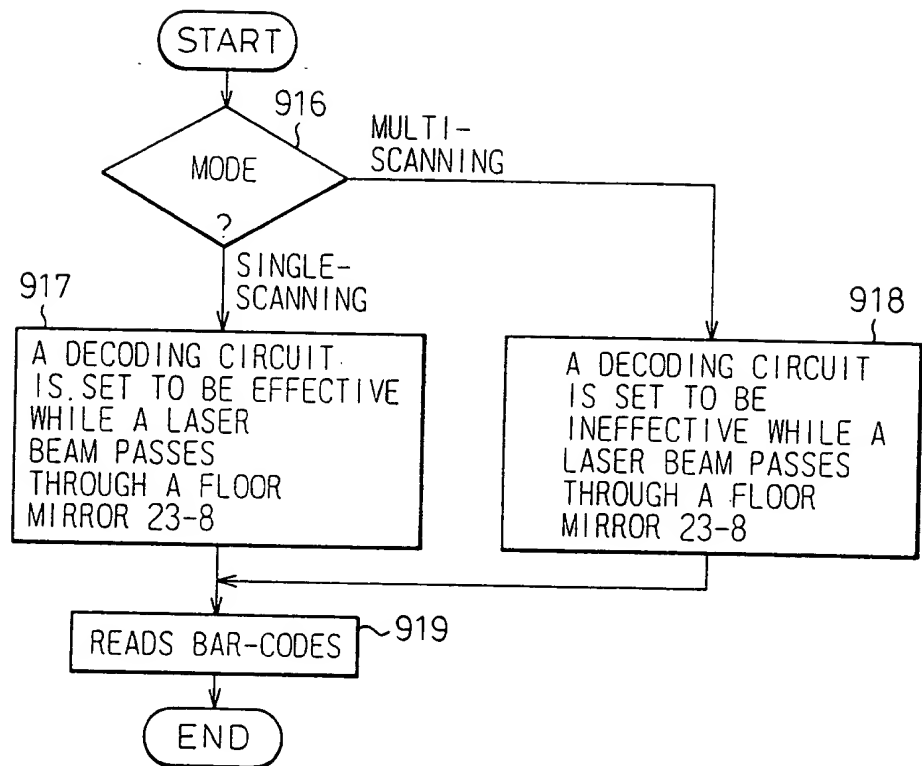 START
916
MULTI-
SCANNING
MODE
?
SINGLE-
SCANNING
917
A DECODING CIRCUIT
IS SET TO BE EFFECTIVE
WHILE A LASER
BEAM PASSES
THROUGH A FLOOR
MIRROR 23-8
918
A DECODING CIRCUIT
IS SET TO BE
INEFFECTIVE WHILE A
LASER BEAM PASSES
THROUGH A FLOOR
MIRROR 23-8
READS BAR-CODES
919
END